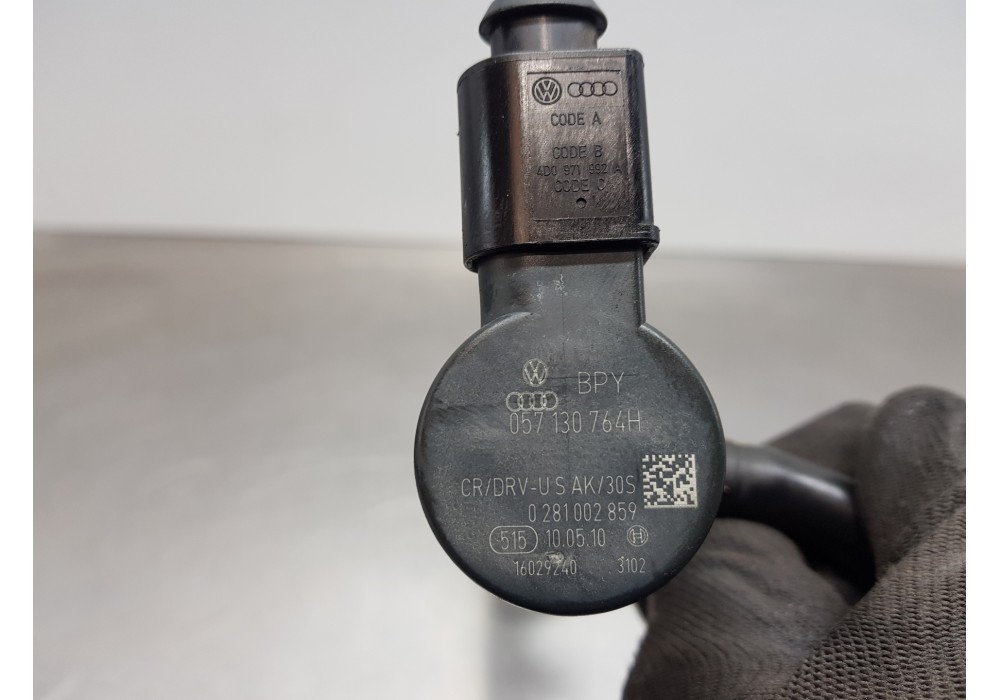 CODE A
CODE B
4D0 971 992 A
CODE C
BPY
057 130 764H
CR/DRV-U S AK/30S
0 281 002 859
515 10.05.10 H
16029240 3102